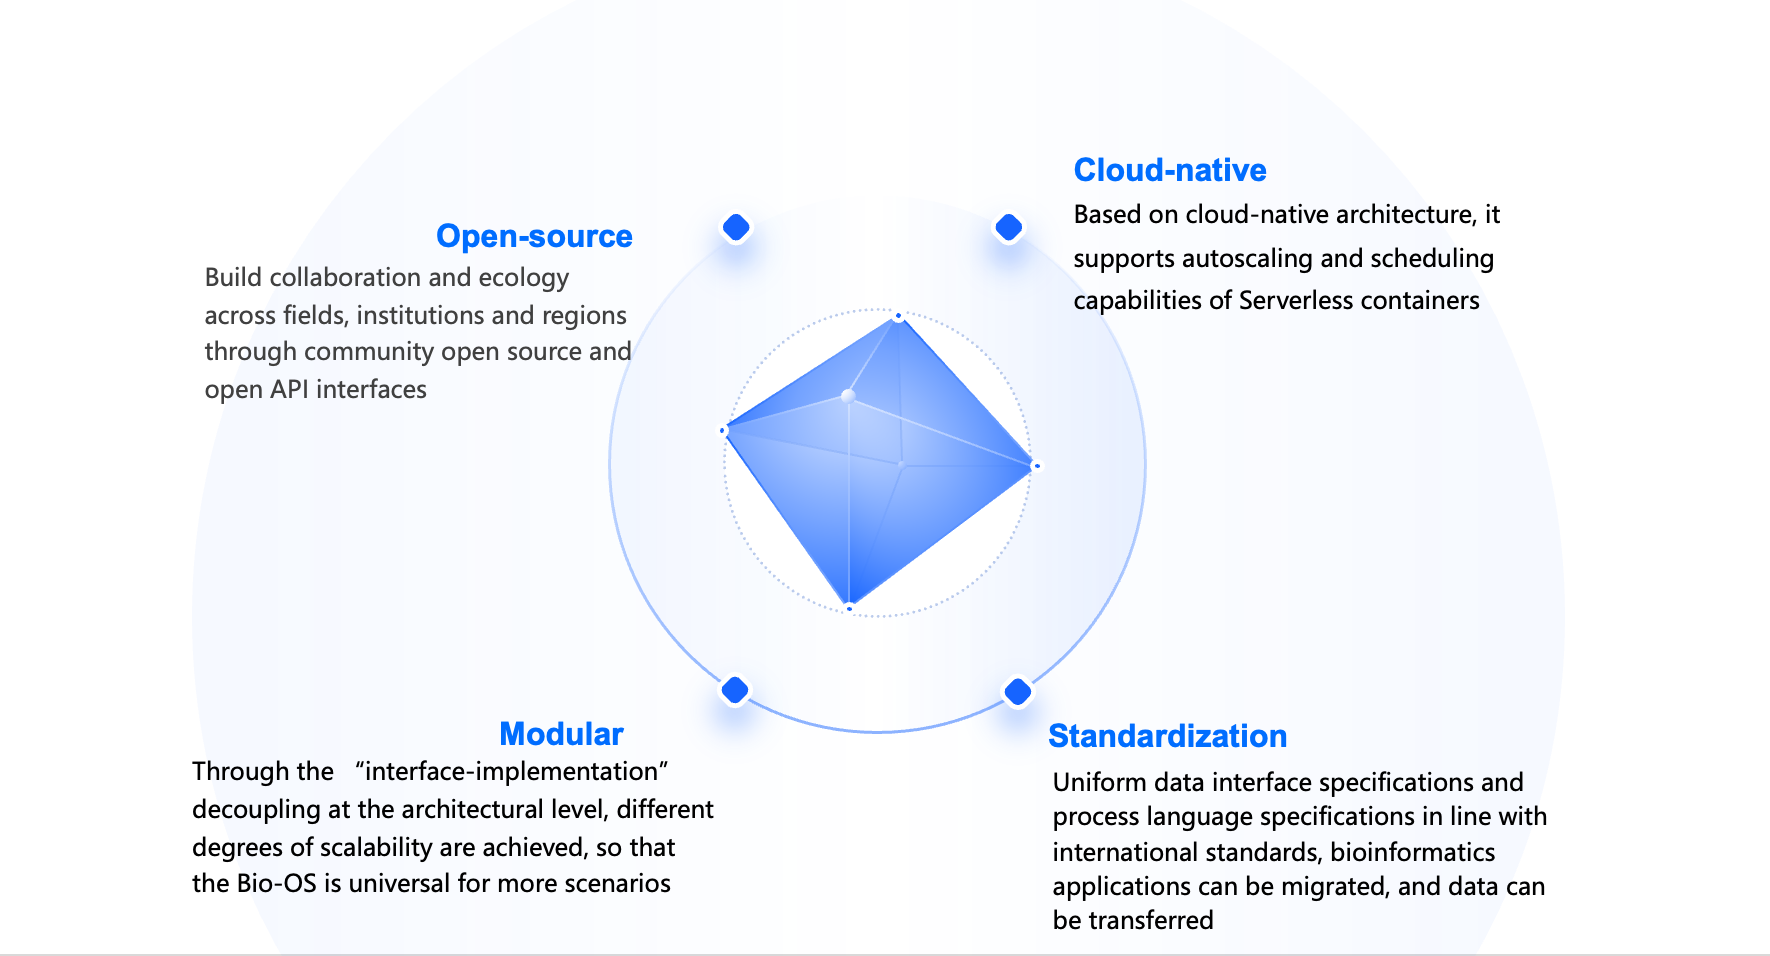 Open-source
Build collaboration and ecology
across fields, institutions and regions
through community open source and
open API interfaces
Cloud-native
Based on cloud-native architecture, it
supports autoscaling and scheduling
capabilities of Serverless containers
Modular
Through the “interface-implementation”
decoupling at the architectural level, different
degrees of scalability are achieved, so that
the Bio-OS is universal for more scenarios
Standardization
Uniform data interface specifications and
process language specifications in line with
international standards, bioinformatics
applications can be migrated, and data can
be transferred